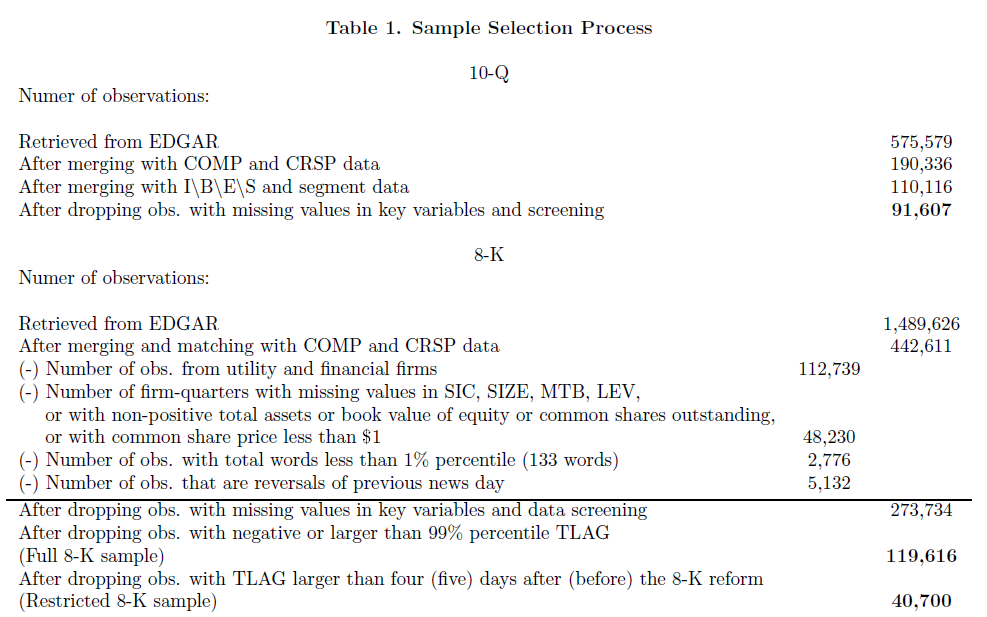 Table 1. Sample Selection Process
10-Q
Numer of observations:
Retrieved from EDGAR 575,579
After merging with COMP and CRSP data 190,336
After merging with I\B\E\S and segment data 110,116
After dropping obs. with missing values in key variables and screening 91,607
8-K
Numer of observations:
Retrieved from EDGAR 1,489,626
After merging and matching with COMP and CRSP data 442,611
(-) Number of obs. from utility and financial firms 112,739
(-) Number of firm-quarters with missing values in SIC, SIZE, MTB, LEV,
or with non-positive total assets or book value of equity or common shares outstanding,
or with common share price less than $1 48,230
(-) Number of obs. with total words less than 1% percentile (133 words) 2,776
(-) Number of obs. that are reversals of previous news day 5,132
After dropping obs. with missing values in key variables and data screening 273,734
After dropping obs. with negative or larger than 99% percentile TLAG
(Full 8-K sample) 119,616
After dropping obs. with TLAG larger than four (five) days after (before) the 8-K reform
(Restricted 8-K sample) 40,700